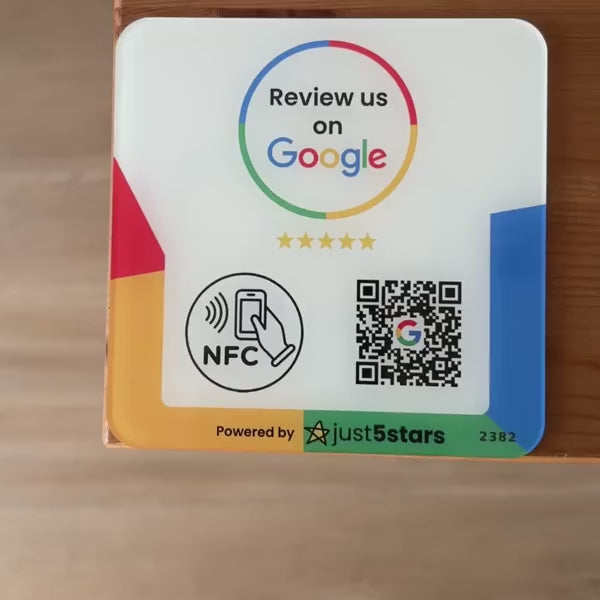 Review us
on
Google
NFC
Powered by just5stars 2382